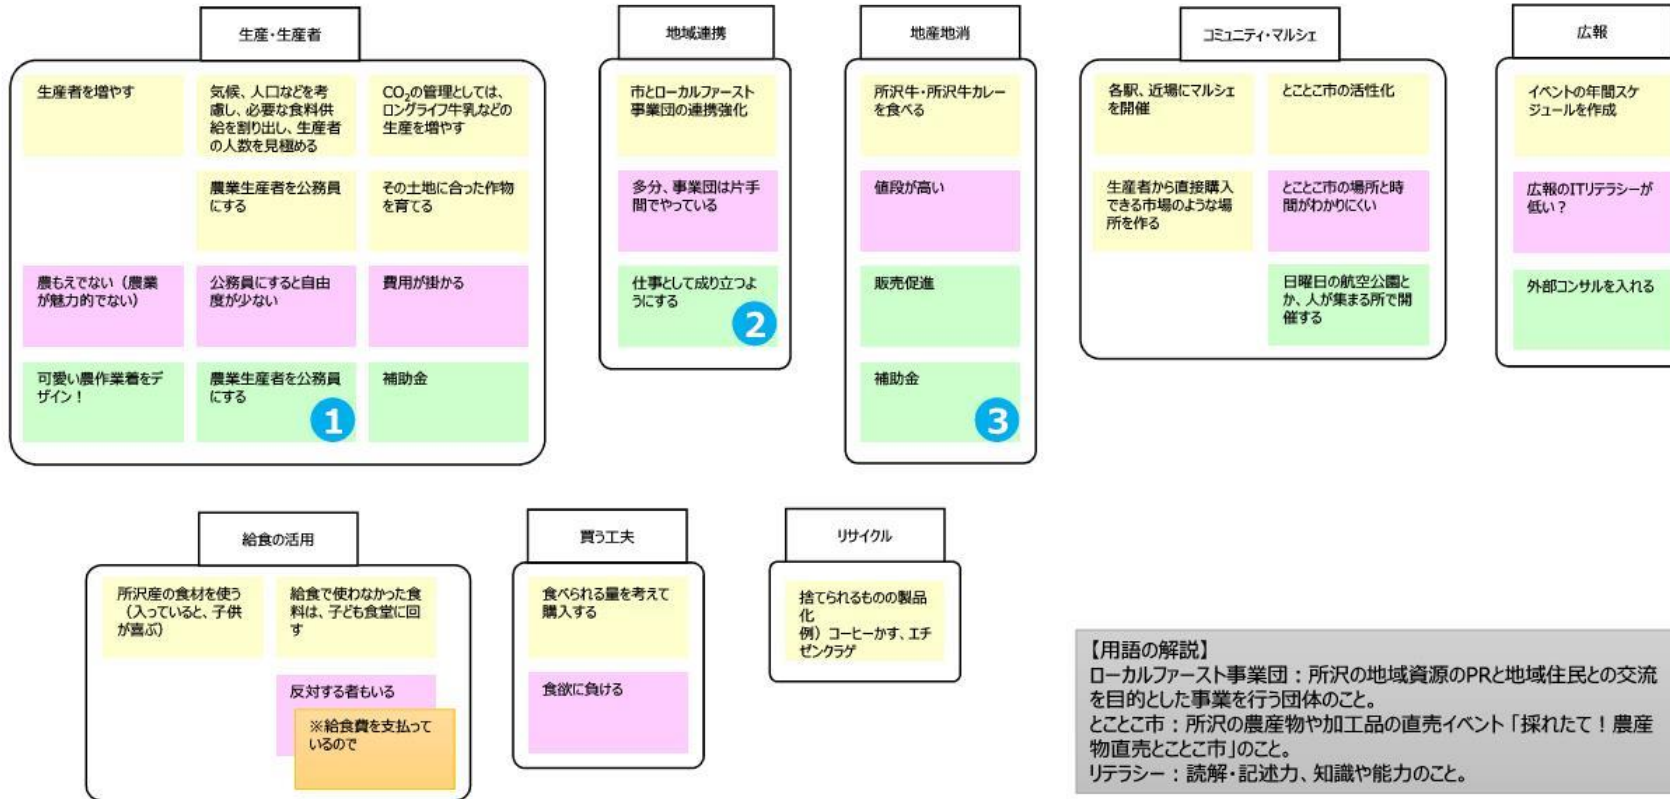 生産・生産者
生産者を増やす
気候、人口などを考
慮し、必要な食料供
給を割り出し、生産者
の人数を見極める
CO₂の管理としては、
ロングライフ牛乳などの
生産を増やす
農業生産者を公務員
にする
その土地に合った作物
を育てる
農もえでない（農業
が魅力的でない）
公務員にすると自由
度が少ない
費用が掛かる
可愛い農作業着をデ
ザイン！
農業生産者を公務員
にする
1
補助金
地域連携
市とローカルファースト
事業団の連携強化
多分、事業団は片手
間でやっている
仕事として成り立つよ
うにする
2
地産地消
所沢牛・所沢牛カレー
を食べる
値段が高い
販売促進
補助金
3
コミュニティ・マルシェ
各駅、近場にマルシェ
を開催
とことこ市の活性化
生産者から直接購入
できる市場のような場
所を作る
とことこ市の場所と時
間がわかりにくい
日曜日の航空公園と
か、人が集まる所で開
催する
広報
イベントの年間スケ
ジュールを作成
広報のITリテラシーが
低い？
外部コンサルを入れる
給食の活用
所沢産の食材を使う
（入っていると、子供
が喜ぶ）
給食で使わなかった食
料は、子ども食堂に回
す
反対する者もいる
※給食費を支払って
いるので
買う工夫
食べられる量を考えて
購入する
食欲に負ける
リサイクル
捨てられるものの製品
化
例）コーヒーかす、エチ
ゼンクラゲ
【用語の解説】
ローカルファースト事業団：所沢の地域資源のPRと地域住民との交流
を目的とした事業を行う団体のこと。
とことこ市：所沢の農産物や加工品の直売イベント「採れたて！農産
物直売とことこ市」のこと。
リテラシー：読解・記述力、知識や能力のこと。